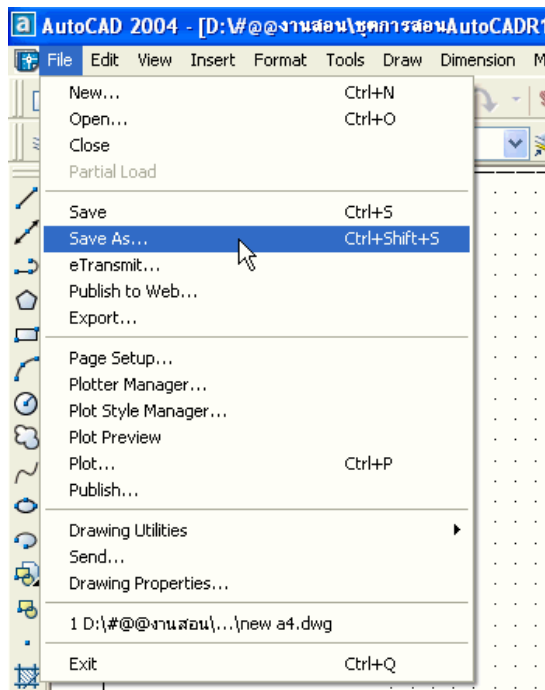 AutoCAD 2004 - [D:\#@@งานสอน\ชุดการสอนAutoCADR1
File Edit View Insert Format Tools Draw Dimension M
New... Ctrl+N
Open... Ctrl+O
Close
Partial Load
Save Ctrl+S
Save As... Ctrl+Shift+S
eTransmit...
Publish to Web...
Export...
Page Setup...
Plotter Manager...
Plot Style Manager...
Plot Preview
Plot... Ctrl+P
Publish...
Drawing Utilities
Send...
Drawing Properties...
1 D:\#@@งานสอน\...\new a4.dwg
Exit Ctrl+Q